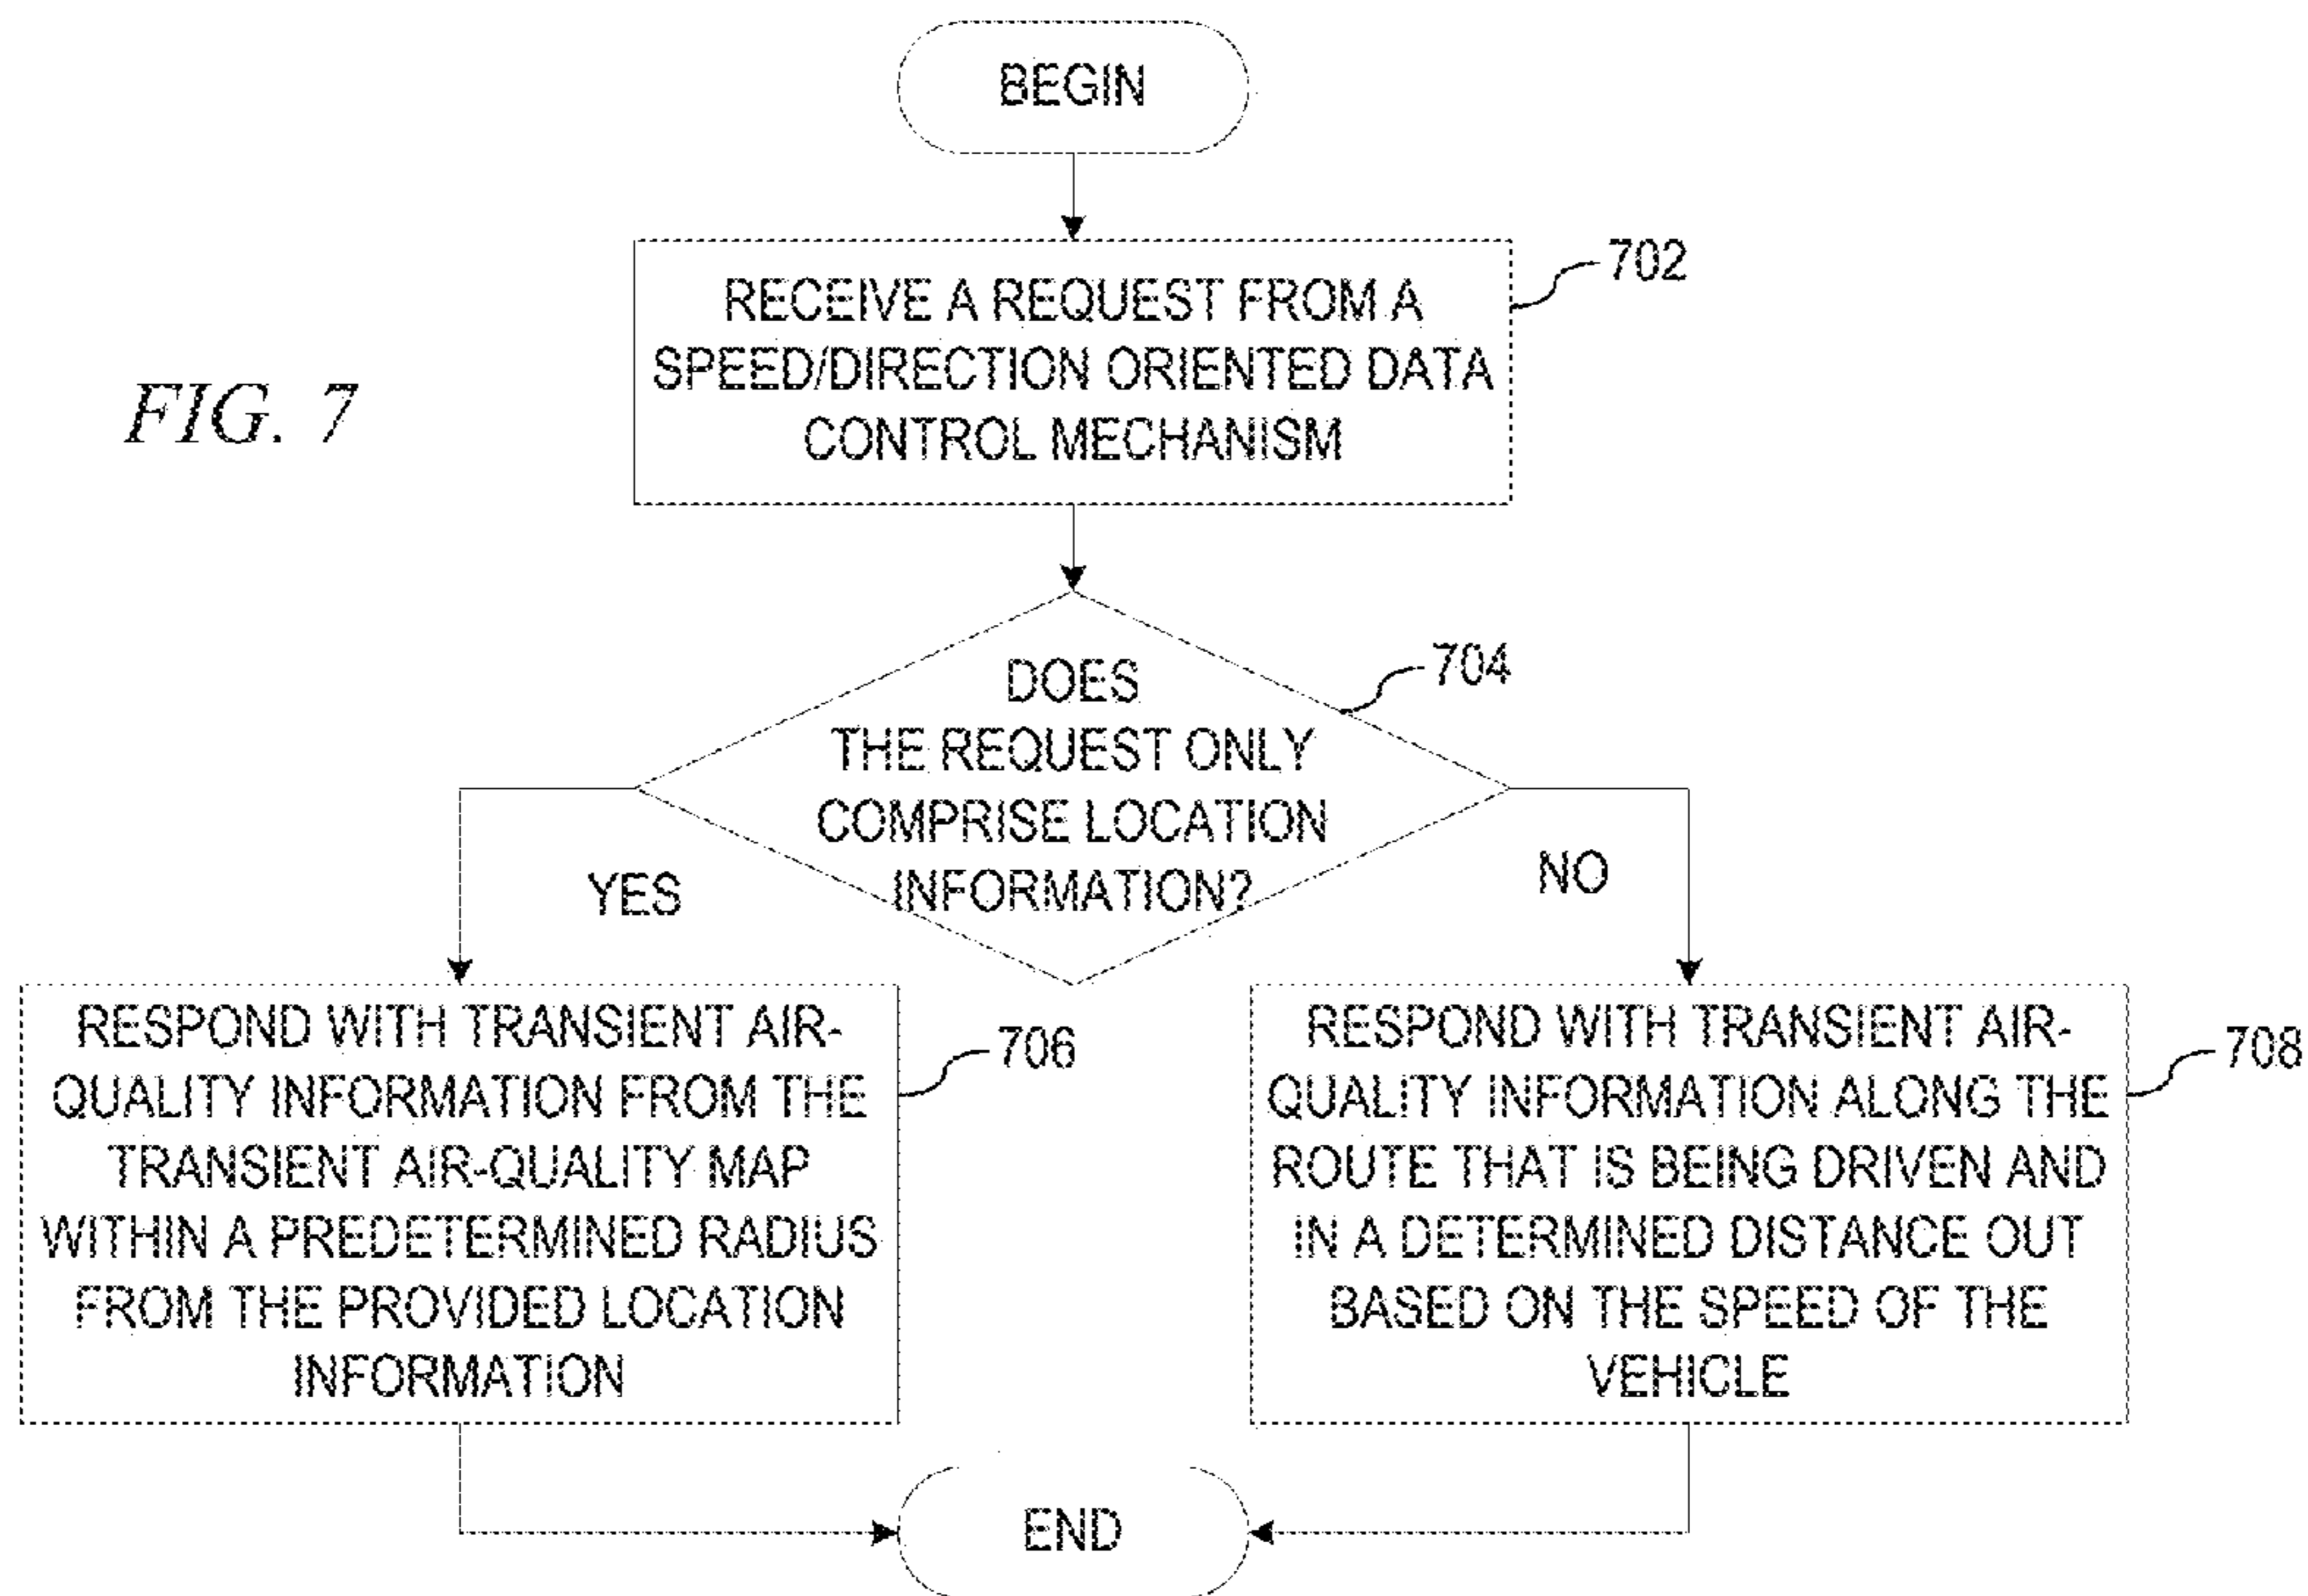 BEGIN
RECEIVE A REQUEST FROM A
SPEED/DIRECTION ORIENTED DATA
CONTROL MECHANISM
702
FIG. 7
DOES
THE REQUEST ONLY
COMPRISE LOCATION
INFORMATION?
704
YES
NO
RESPOND WITH TRANSIENT AIR-
QUALITY INFORMATION FROM THE
TRANSIENT AIR-QUALITY MAP
WITHIN A PREDETERMINED RADIUS
FROM THE PROVIDED LOCATION
INFORMATION
706
RESPOND WITH TRANSIENT AIR-
QUALITY INFORMATION ALONG THE
ROUTE THAT IS BEING DRIVEN AND
IN A DETERMINED DISTANCE OUT
BASED ON THE SPEED OF THE
VEHICLE
708
END